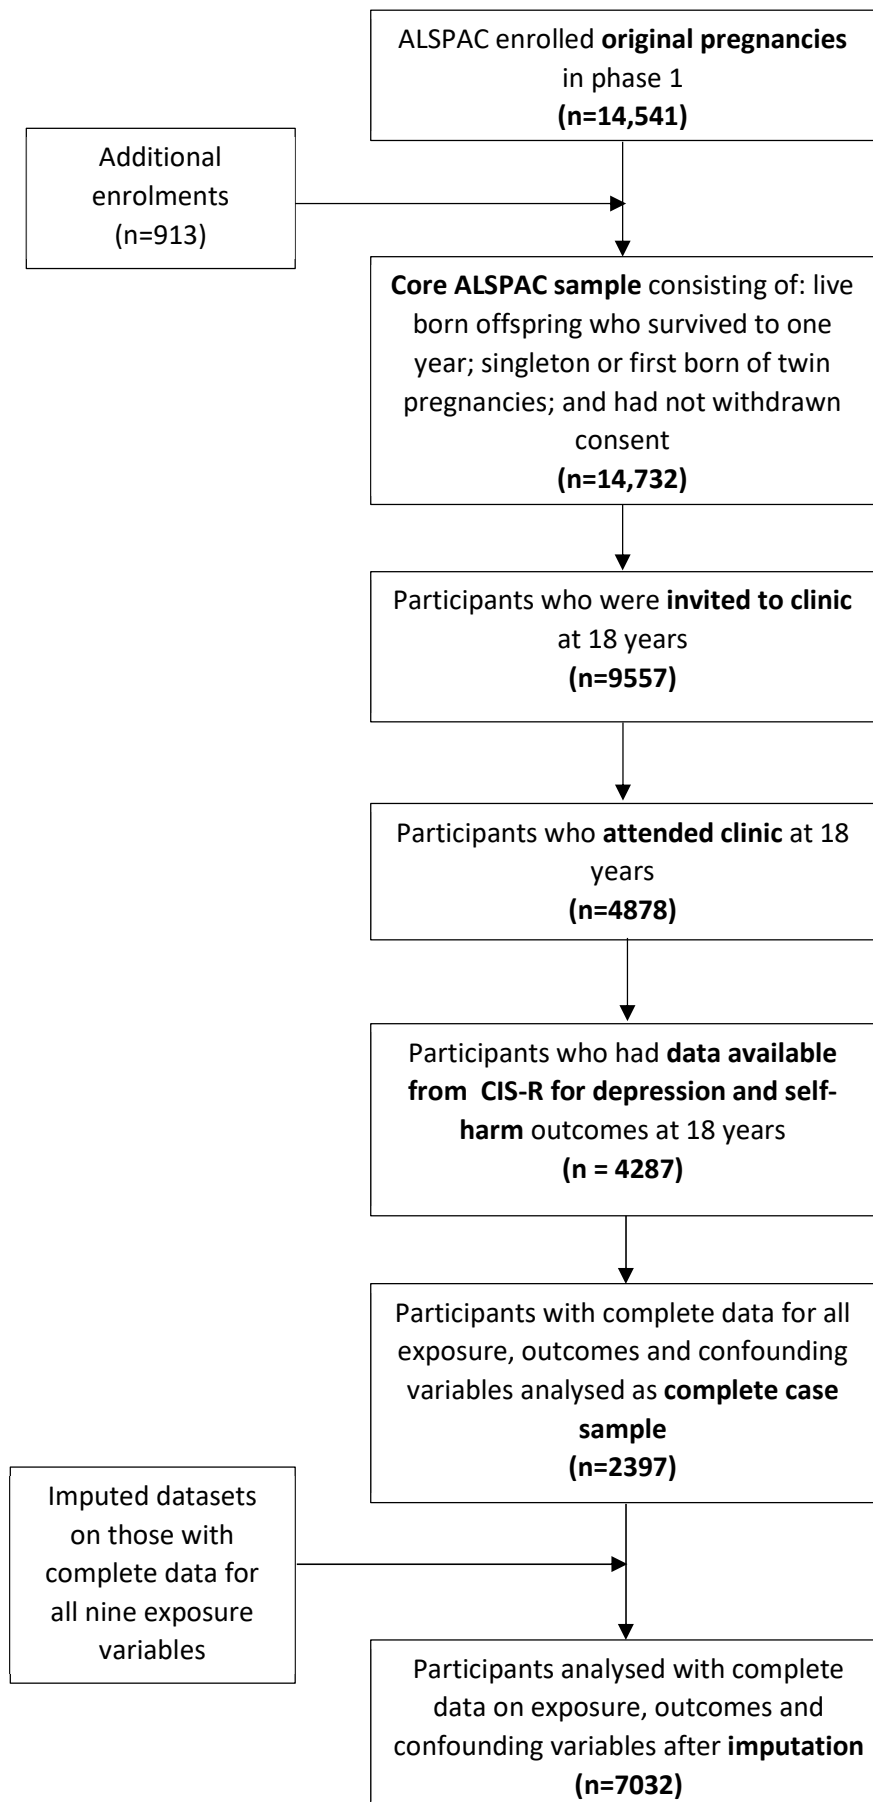 ALSPAC enrolled original pregnancies
in phase 1
(n=14,541)
Additional
enrolments
(n=913)
Core ALSPAC sample consisting of: live
born offspring who survived to one
year; singleton or first born of twin
pregnancies; and had not withdrawn
consent
(n=14,732)
Participants who were invited to clinic
at 18 years
(n=9557)
Participants who attended clinic at 18
years
(n=4878)
Participants who had data available
from CIS-R for depression and self-
harm outcomes at 18 years
(n = 4287)
Participants with complete data for all
exposure, outcomes and confounding
variables analysed as complete case
sample
(n=2397)
Imputed datasets
on those with
complete data for
all nine exposure
variables
Participants analysed with complete
data on exposure, outcomes and
confounding variables after imputation
(n=7032)